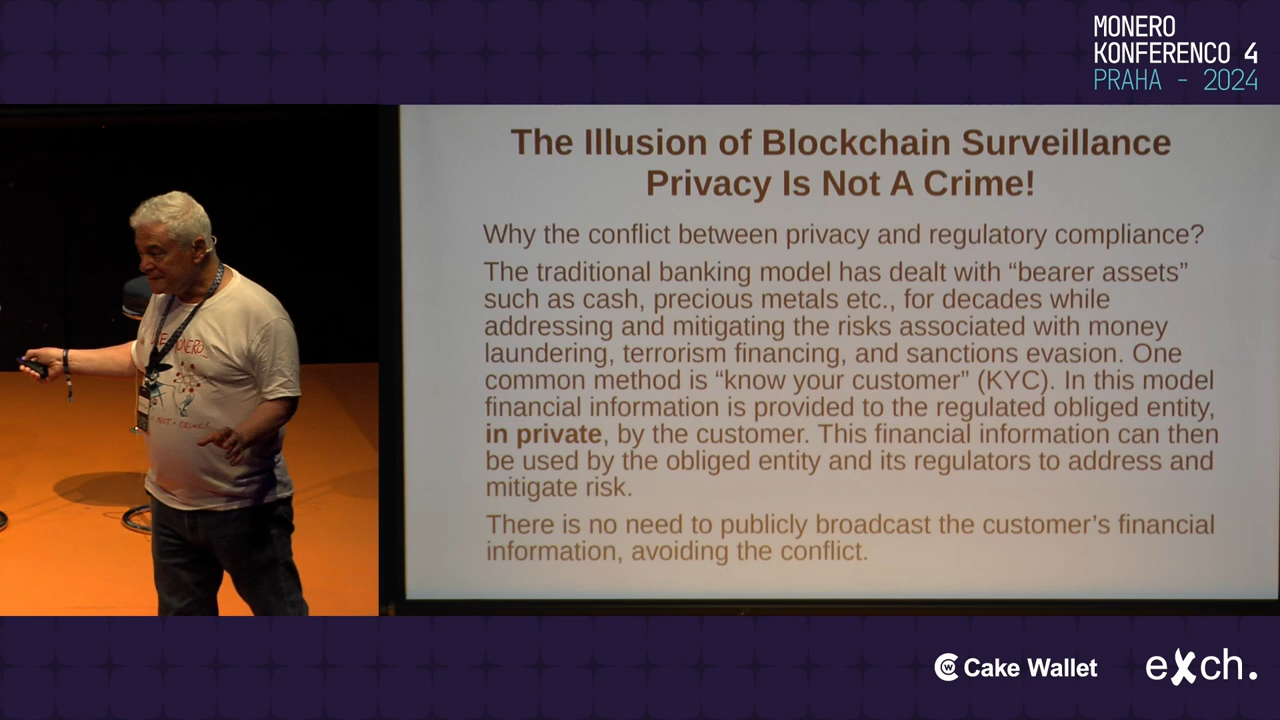 MONERO
KONFERENCO 4
PRAHA - 2024
The Illusion of Blockchain Surveillance
Privacy Is Not A Crime!
Why the conflict between privacy and regulatory compliance?
The traditional banking model has dealt with “bearer assets”
such as cash, precious metals etc., for decades while
addressing and mitigating the risks associated with money
laundering, terrorism financing, and sanctions evasion. One
common method is “know your customer” (KYC). In this model
financial information is provided to the regulated obliged entity,
in private, by the customer. This financial information can then
be used by the obliged entity and its regulators to address and
mitigate risk.
There is no need to publicly broadcast the customer’s financial
information, avoiding the conflict.
Cake Wallet
eXch.